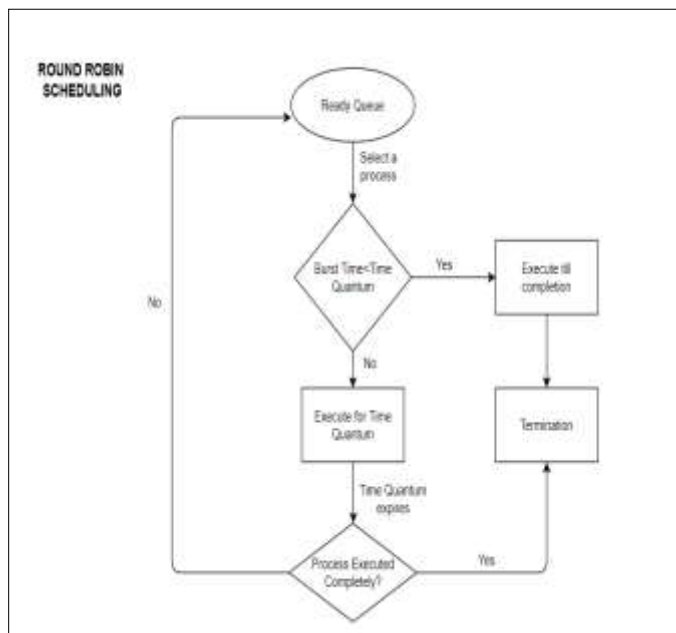 ROUND ROBIN
SCHEDULING
Ready Queue
Select a
process
Burst Time<Time
Quantum
Yes
Execute till
completion
No
No
Execute for Time
Quantum
Termination
Time Quantum
expires
Process Executed
Completely?
Yes